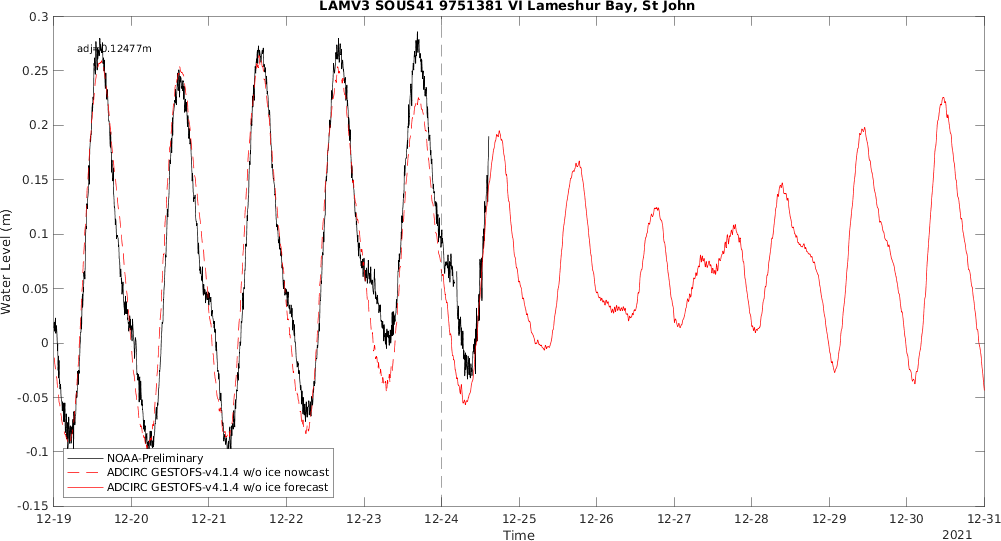 LAMV3 SOUS41 9751381 VI Lameshur Bay, St John
adj=0.12477m
Water Level (m)
0.3
0.25
0.2
0.15
0.1
0.05
0
-0.05
-0.1
-0.15
NOAA-Preliminary
ADCIRC GESTOFS-v4.1.4 w/o ice nowcast
ADCIRC GESTOFS-v4.1.4 w/o ice forecast
12-19 12-20 12-21 12-22 12-23 12-24 12-25 12-26 12-27 12-28 12-29 12-30 12-31
Time
2021